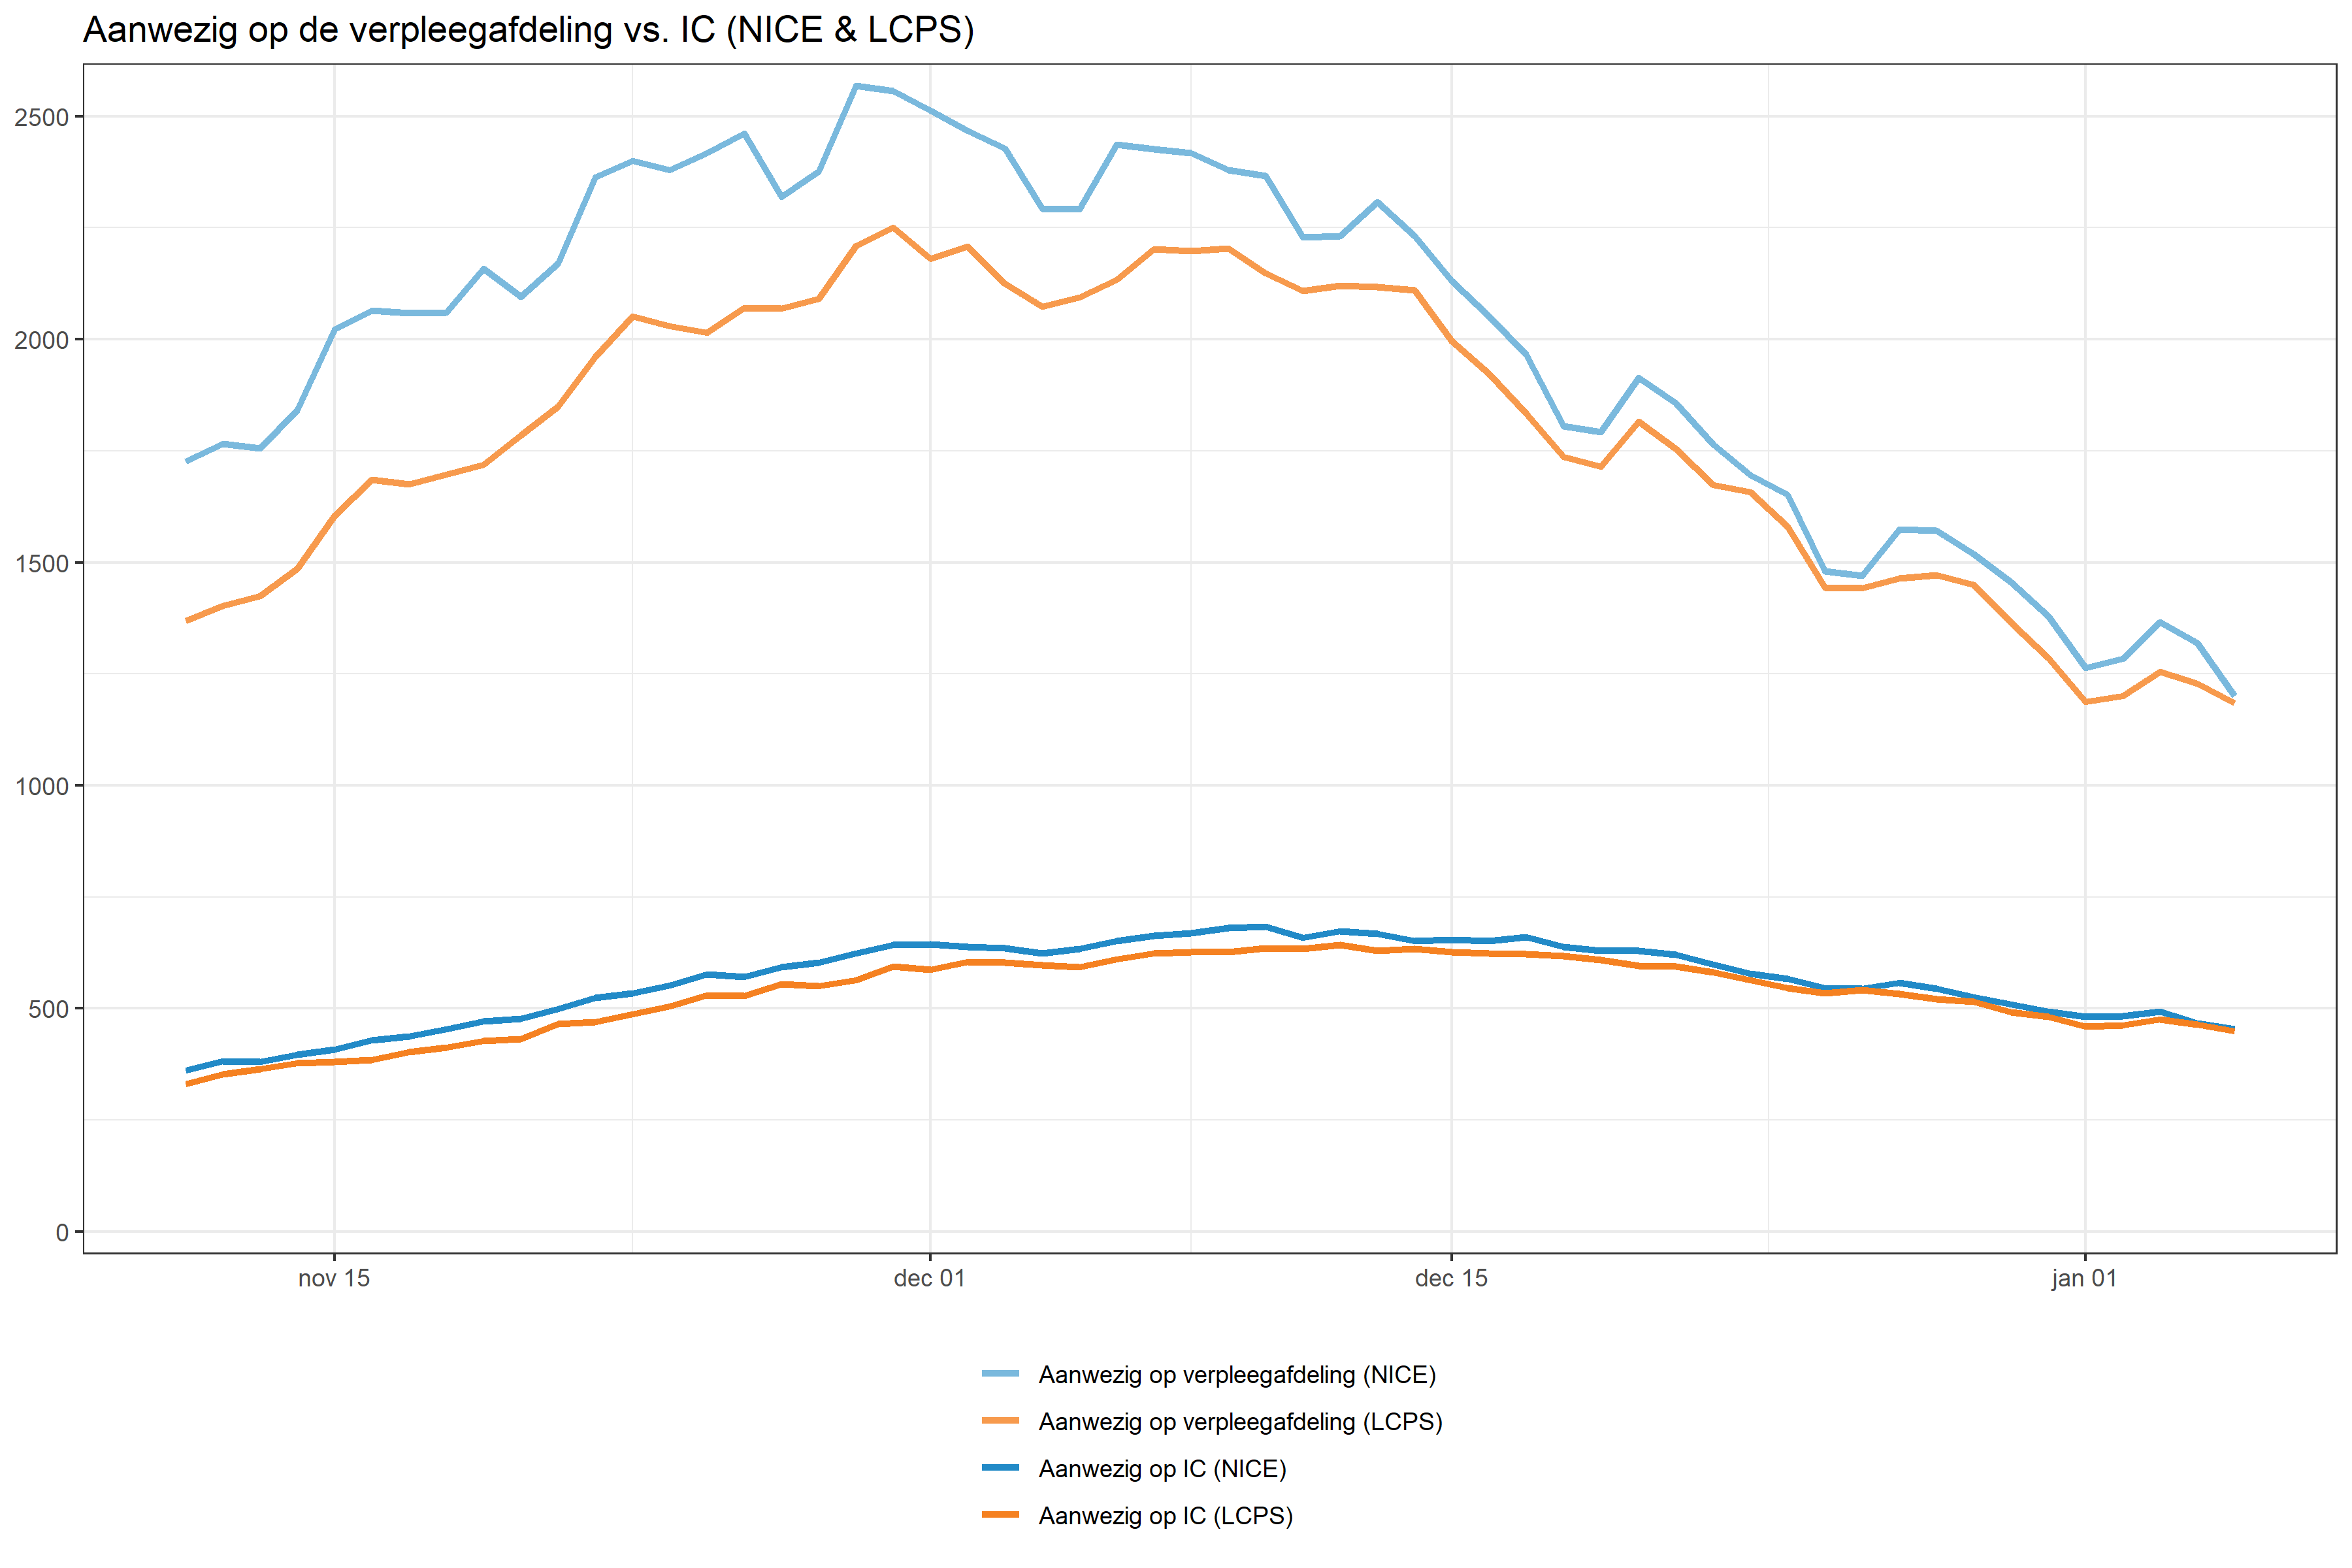 Aanwezig op de verpleegafdeling vs. IC (NICE & LCPS)
2500
2000
1500
1000
500
0
nov 15
dec 01
dec 15
jan 01
Aanwezig op verpleegafdeling (NICE)
Aanwezig op verpleegafdeling (LCPS)
Aanwezig op IC (NICE)
Aanwezig op IC (LCPS)